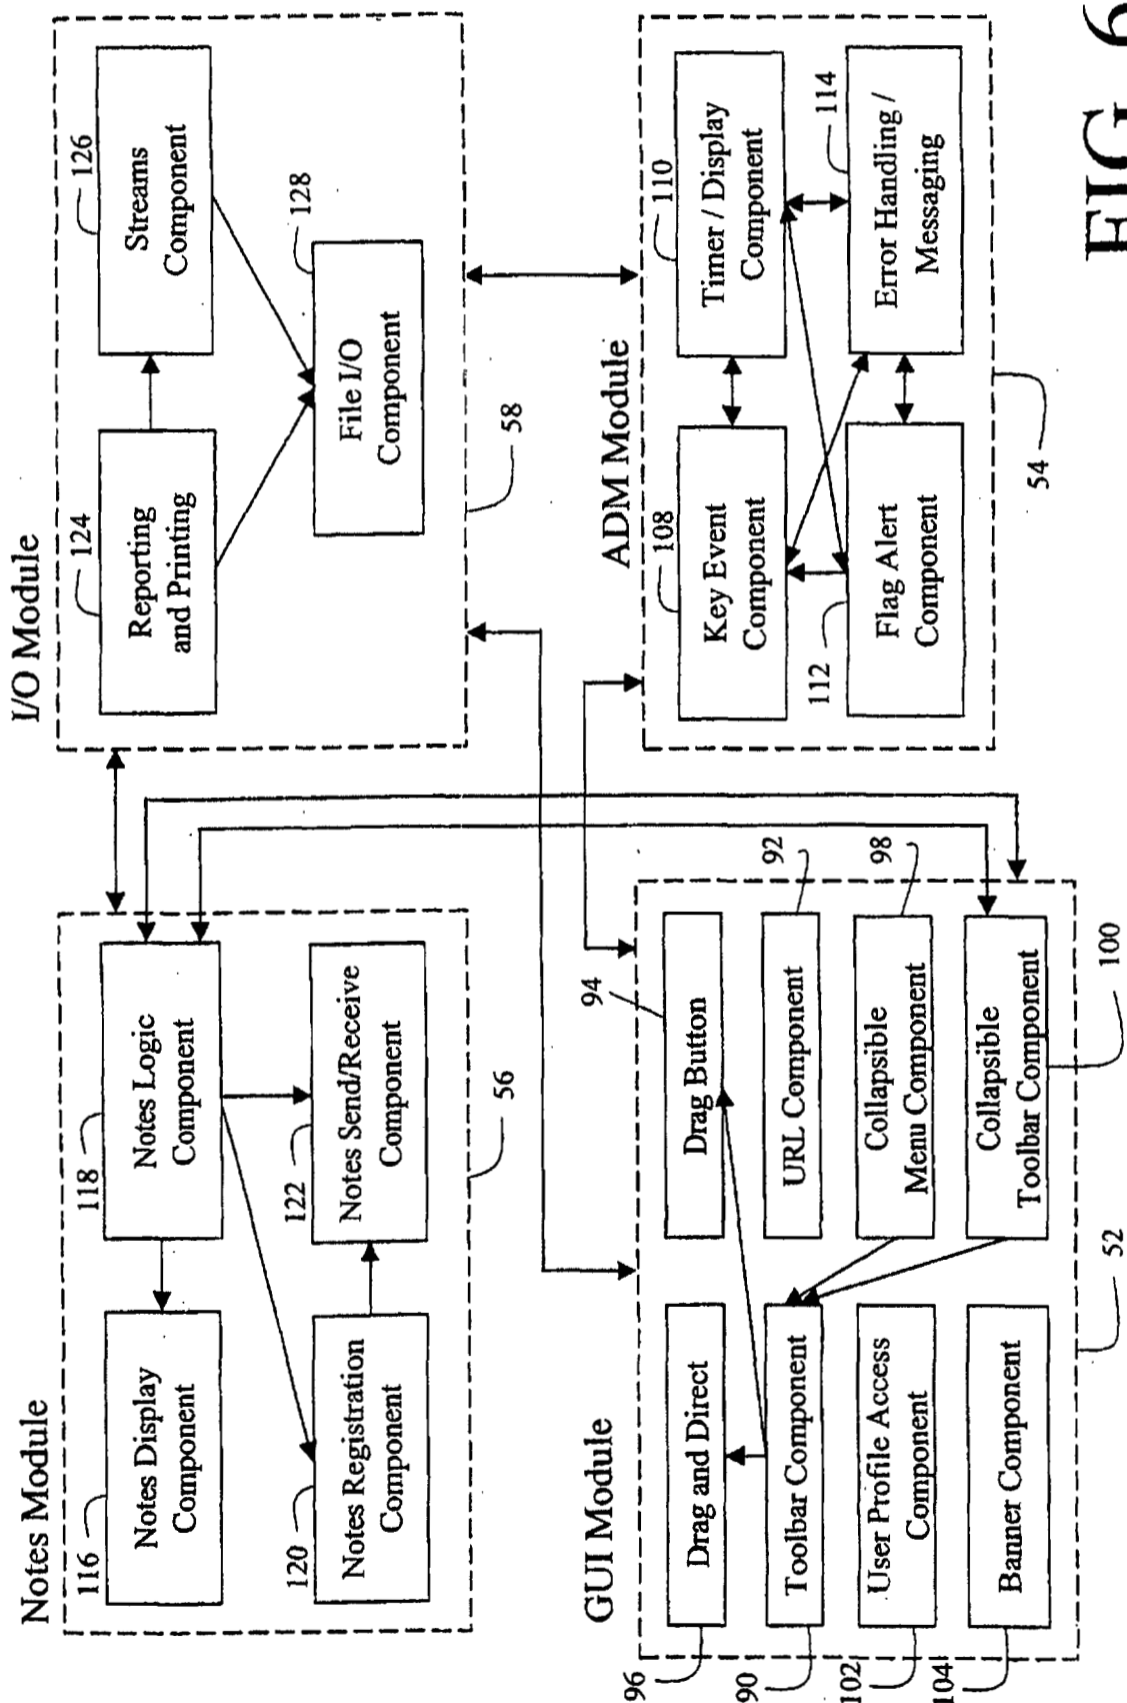 Notes Module
116
Notes Display
Component
118
Notes Logic
Component
120
Notes Registration
Component
122
Notes Send/Receive
Component
56
I/O Module
124
Reporting
and Printing
126
Streams
Component
128
File I/O
Component
58
GUI Module
96
Drag and Direct
94
Drag Button
90
Toolbar Component
92
URL Component
102
User Profile Access
Component
98
Collapsible
Menu Component
104
Banner Component
100
Collapsible
Toolbar Component
52
ADM Module
108
Key Event
Component
110
Timer / Display
Component
112
Flag Alert
Component
114
Error Handling /
Messaging
54
FIG. 6